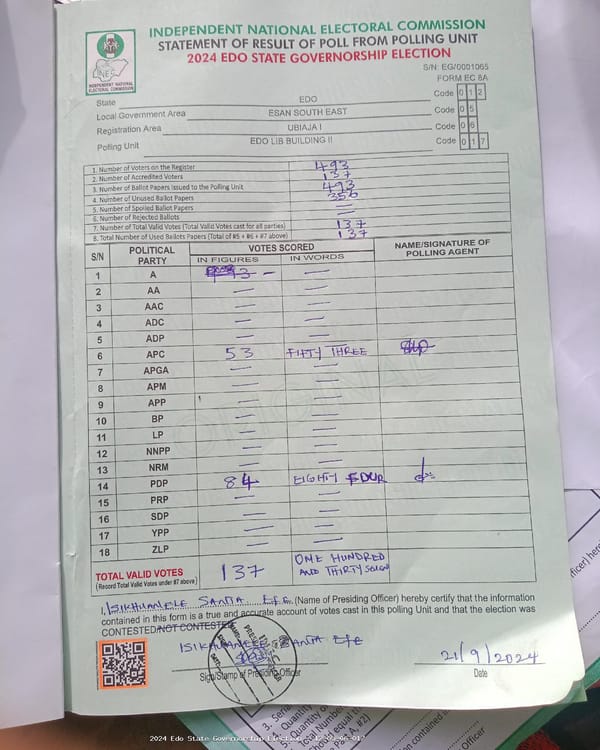 INDEPENDENT NATIONAL ELECTORAL COMMISSION
STATEMENT OF RESULT OF POLL FROM POLLING UNIT
2024 EDO STATE GOVERNORSHIP ELECTION
INDEPENDENT NATIONAL ELECTORAL COMMISSION
S/N: EG/0001065
FORM EC 8A
State EDO Code 0 1 2
Local Government Area ESAN SOUTH EAST Code 0 5
Registration Area UBIAJA I Code 0 6
Polling Unit EDO LIB BUILDING II Code 0 1 7
1. Number of Voters on the Register 493
2. Number of Accredited Voters 137
3. Number of Ballot Papers issued to the Polling Unit 493
4. Number of Unused Ballot Papers 356
5. Number of Spoiled Ballot Papers —
6. Number of Rejected Ballots —
7. Number of Total Valid Votes (Total Valid Votes cast for all parties) 137
8. Total Number of Used Ballots Papers (Total of #5 + #6 + #7 above) 137
S/N POLITICAL PARTY VOTES SCORED NAME/SIGNATURE OF POLLING AGENT
IN FIGURES IN WORDS
1 A — —
2 AA — —
3 AAC — —
4 ADC — —
5 ADP — —
6 APC 53 FIFTY THREE
7 APGA — —
8 APM — —
9 APP — —
10 BP — —
11 LP — —
12 NNPP — —
13 NRM — —
14 PDP 84 EIGHTY FOUR
15 PRP — —
16 SDP — —
17 YPP — —
18 ZLP — —
TOTAL VALID VOTES 137 ONE HUNDRED
(Record Total Valid Votes under #7 above) AND THIRTY SEVEN
I, ISIKHUEMELE SANTA Efe (Name of Presiding Officer) hereby certify that the information
contained in this form is a true and accurate account of votes cast in this polling Unit and that the election was
CONTESTED/NOT CONTESTED
ISIKHUEMELE SANTA Efe
Sign/Stamp of Presiding Officer
21/9/2024
Date
2024 Edo State Governorship Election